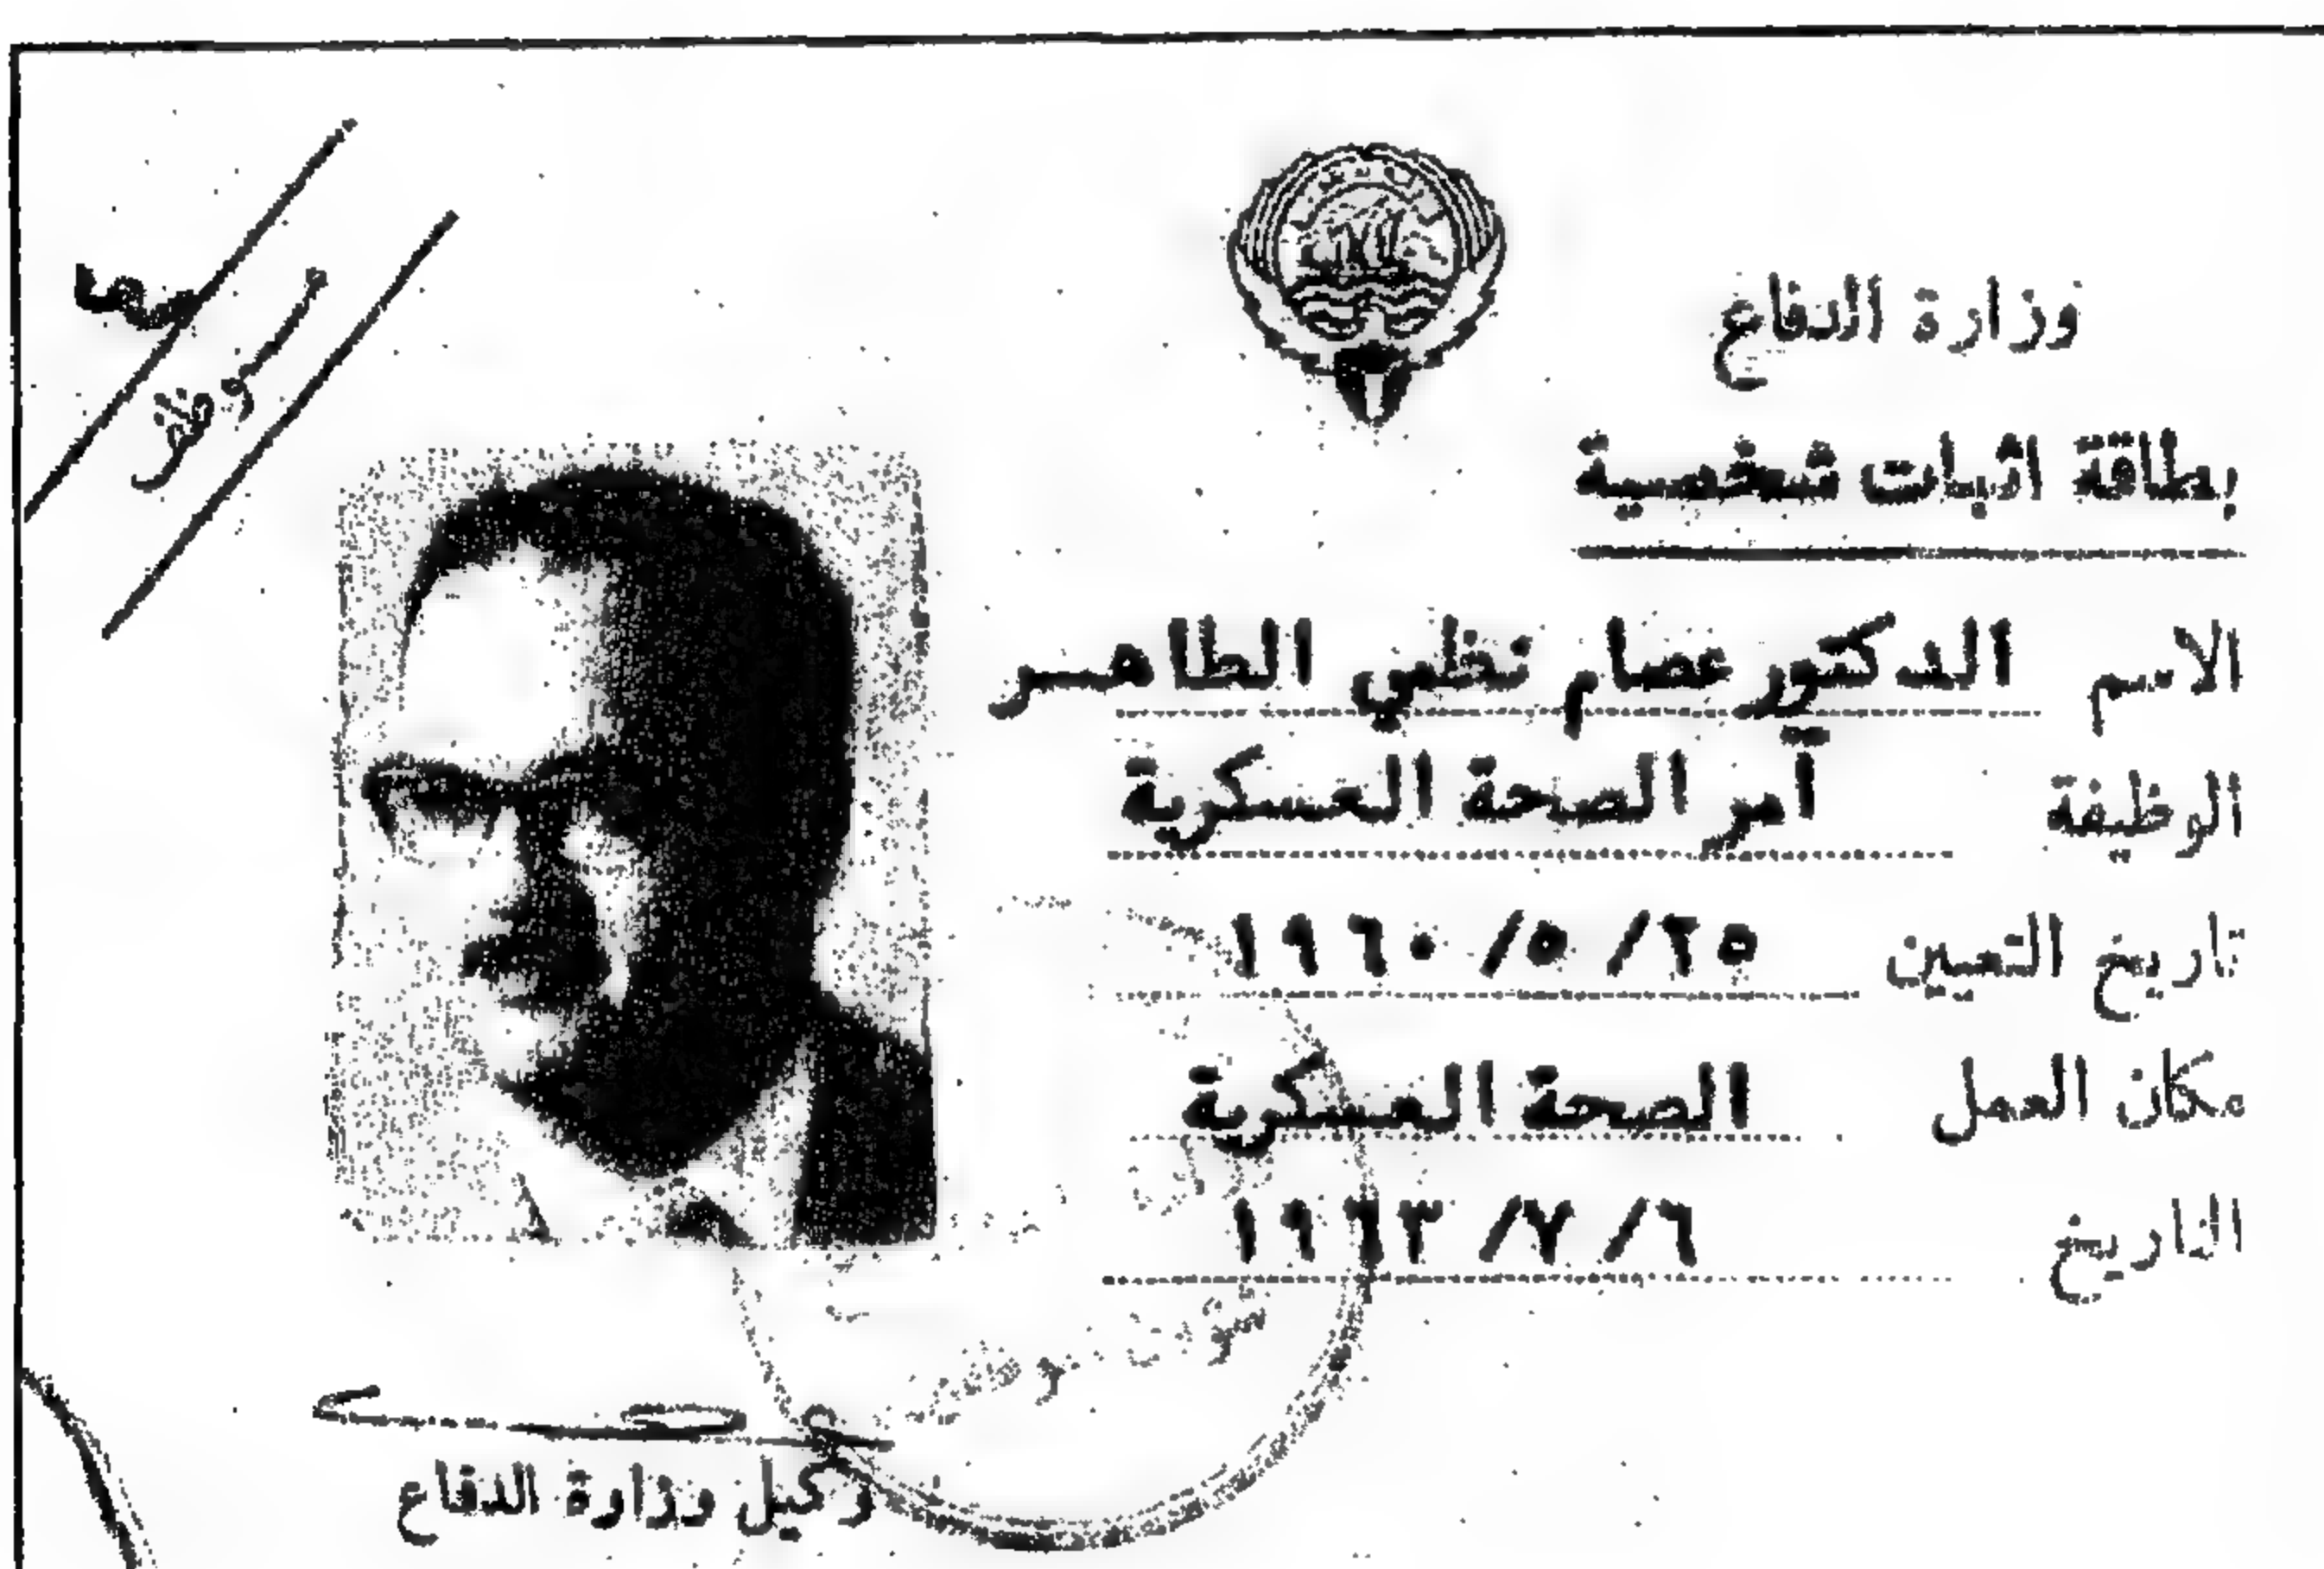 وزارة الدفاع
بطاقة اثبات شخصية
الاسم الدكتور عصام نظمي الطاهر
الوظيفة آمر الصحة العسكرية
تاريخ التعيين ٢٥/ ٥/ ١٩٦٠
مكان العمل الصحة العسكرية
التاريخ ٦/ ٧/ ١٩٦٣
وكيل وزارة الدفاع